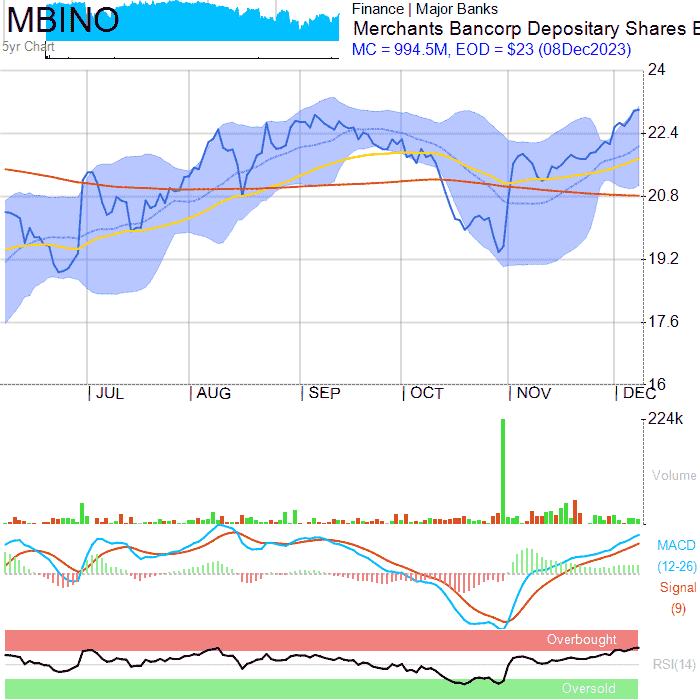 MBINO
5yr Chart
Finance | Major Banks
Merchants Bancorp Depositary Shares E
MC = 994.5M, EOD = $23 (08Dec2023)
24
22.4
20.8
19.2
17.6
16
JUL AUG SEP OCT NOV DEC
224k
Volume
MACD
(12-26)
Signal
(9)
Overbought
RSI(14)
Oversold